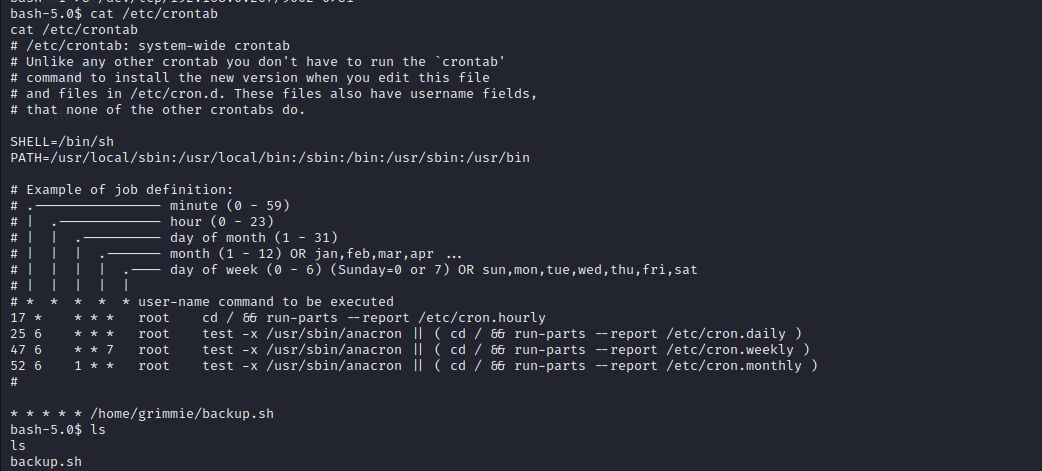 bash-5.0$ cat /etc/crontab
cat /etc/crontab
# /etc/crontab: system-wide crontab
# Unlike any other crontab you don't have to run the `crontab'
# command to install the new version when you edit this file
# and files in /etc/cron.d. These files also have username fields,
# that none of the other crontabs do.

SHELL=/bin/sh
PATH=/usr/local/sbin:/usr/local/bin:/sbin:/bin:/usr/sbin:/usr/bin

# Example of job definition:
# .---------------- minute (0 - 59)
# |  .------------- hour (0 - 23)
# |  |  .---------- day of month (1 - 31)
# |  |  |  .------- month (1 - 12) OR jan,feb,mar,apr ...
# |  |  |  |  .---- day of week (0 - 6) (Sunday=0 or 7) OR sun,mon,tue,wed,thu,fri,sat
# |  |  |  |  |
# *  *  *  *  * user-name command to be executed
17 *    * * *   root    cd / && run-parts --report /etc/cron.hourly
25 6    * * *   root    test -x /usr/sbin/anacron || ( cd / && run-parts --report /etc/cron.daily )
47 6    * * 7   root    test -x /usr/sbin/anacron || ( cd / && run-parts --report /etc/cron.weekly )
52 6    1 * *   root    test -x /usr/sbin/anacron || ( cd / && run-parts --report /etc/cron.monthly )
#

* * * * * /home/grimmie/backup.sh
bash-5.0$ ls
ls
backup.sh